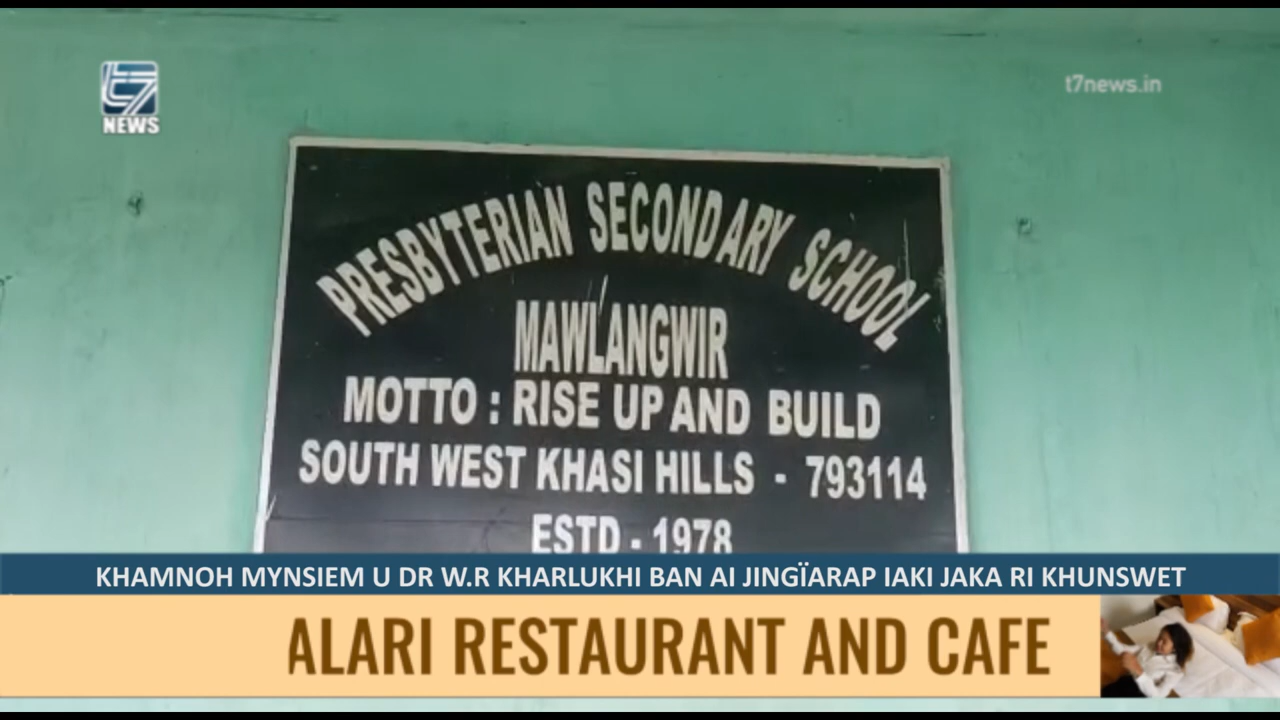 T7
NEWS
t7news.in
PRESBYTERIAN SECONDARY SCHOOL
MAWLANGWIR
MOTTO : RISE UP AND BUILD
SOUTH WEST KHASI HILLS - 793114
ESTD - 1978
KHAMNOH MYNSIEM U DR W.R KHARLUKHI BAN AI JINGÏARAP IAKI JAKA RI KHUNSWET
ALARI RESTAURANT AND CAFE